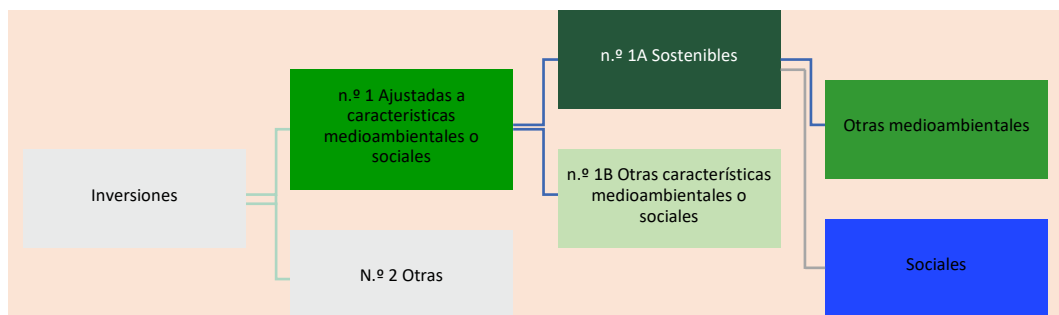 Inversiones
n.º 1 Ajustadas a
caracteristicas
medioambientales o
sociales
N.º 2 Otras
n.º 1A Sostenibles
n.º 1B Otras características
medioambientales o
sociales
Otras medioambientales
Sociales